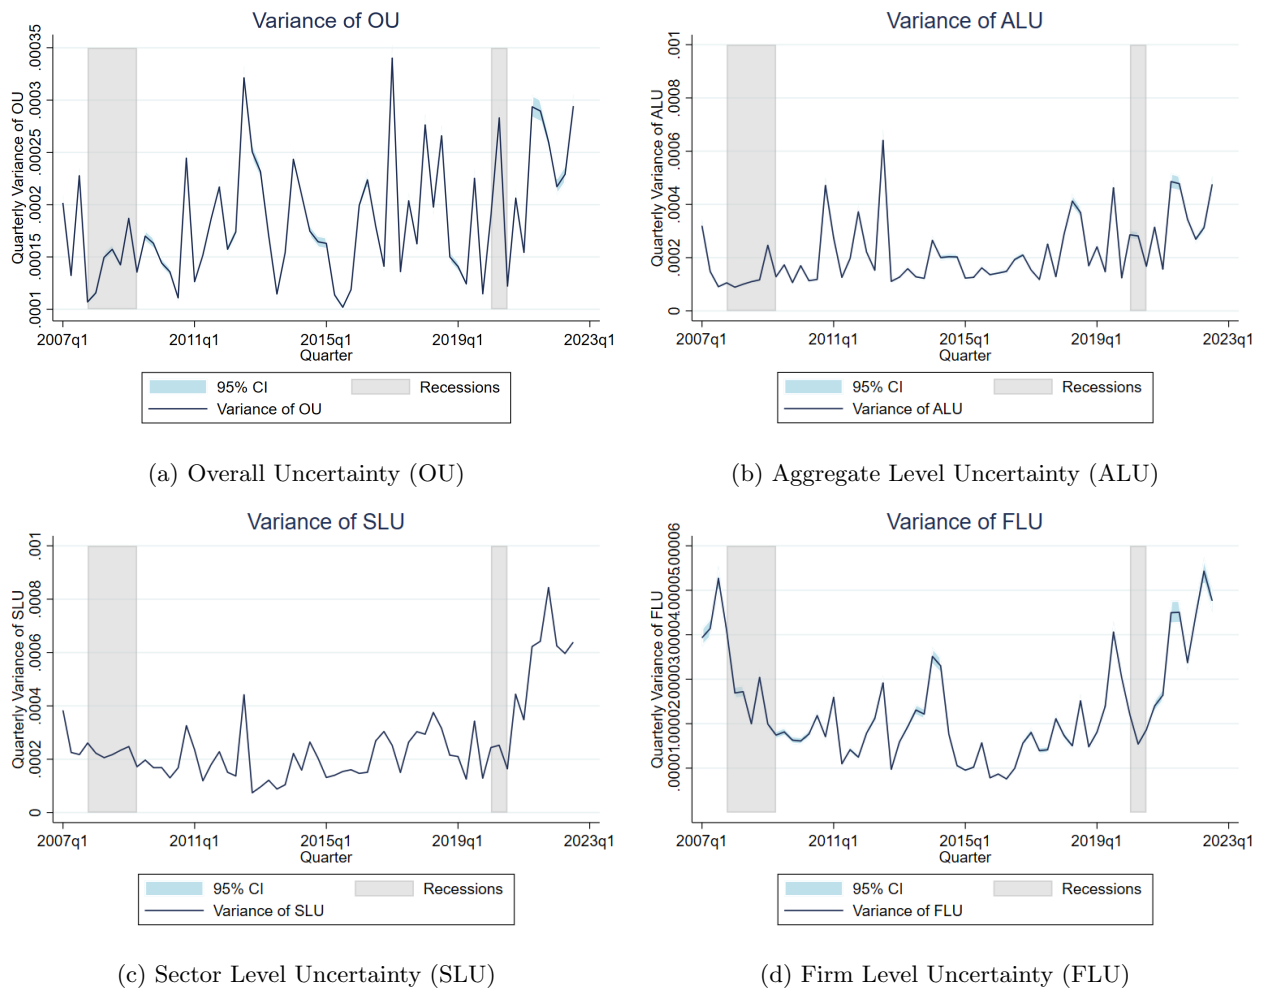 Variance of OU
Quarterly Variance of OU
.0001 .00015 .0002 .00025 .0003 .00035
2007q1 2011q1 2015q1 2019q1 2023q1
Quarter
95% CI Recessions
Variance of OU
(a) Overall Uncertainty (OU)
Variance of ALU
Quarterly Variance of ALU
0 .0002 .0004 .0006 .0008 .001
2007q1 2011q1 2015q1 2019q1 2023q1
Quarter
95% CI Recessions
Variance of ALU
(b) Aggregate Level Uncertainty (ALU)
Variance of SLU
Quarterly Variance of SLU
0 .0002 .0004 .0006 .0008 .001
2007q1 2011q1 2015q1 2019q1 2023q1
Quarter
95% CI Recessions
Variance of SLU
(c) Sector Level Uncertainty (SLU)
Variance of FLU
Quarterly Variance of FLU
.00001 .00002 .00003 .00004 .00005 .00006
2007q1 2011q1 2015q1 2019q1 2023q1
Quarter
95% CI Recessions
Variance of FLU
(d) Firm Level Uncertainty (FLU)